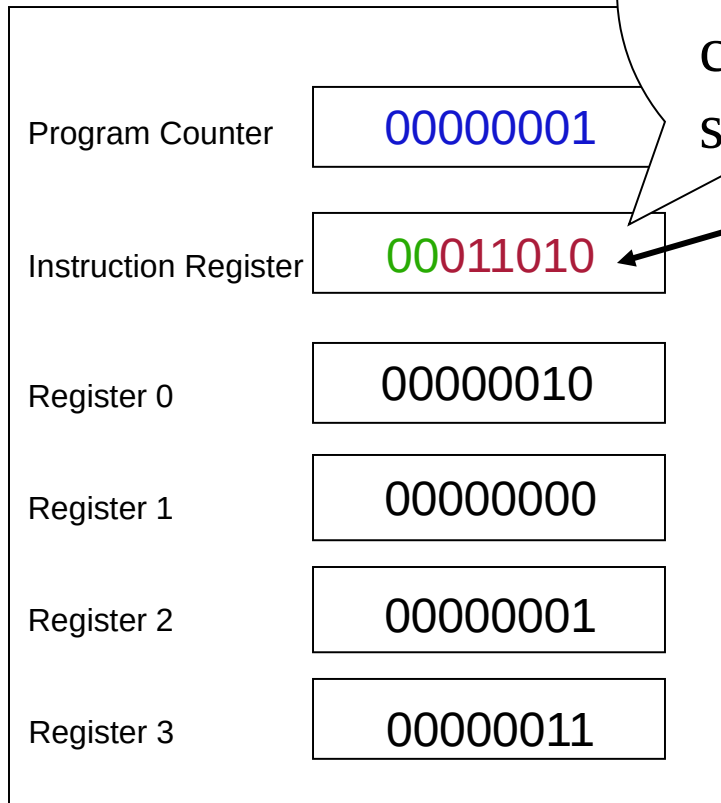 Program Counter 00000001
Instruction Register 00011010
Register 0 00000010
Register 1 00000000
Register 2 00000001
Register 3 00000011